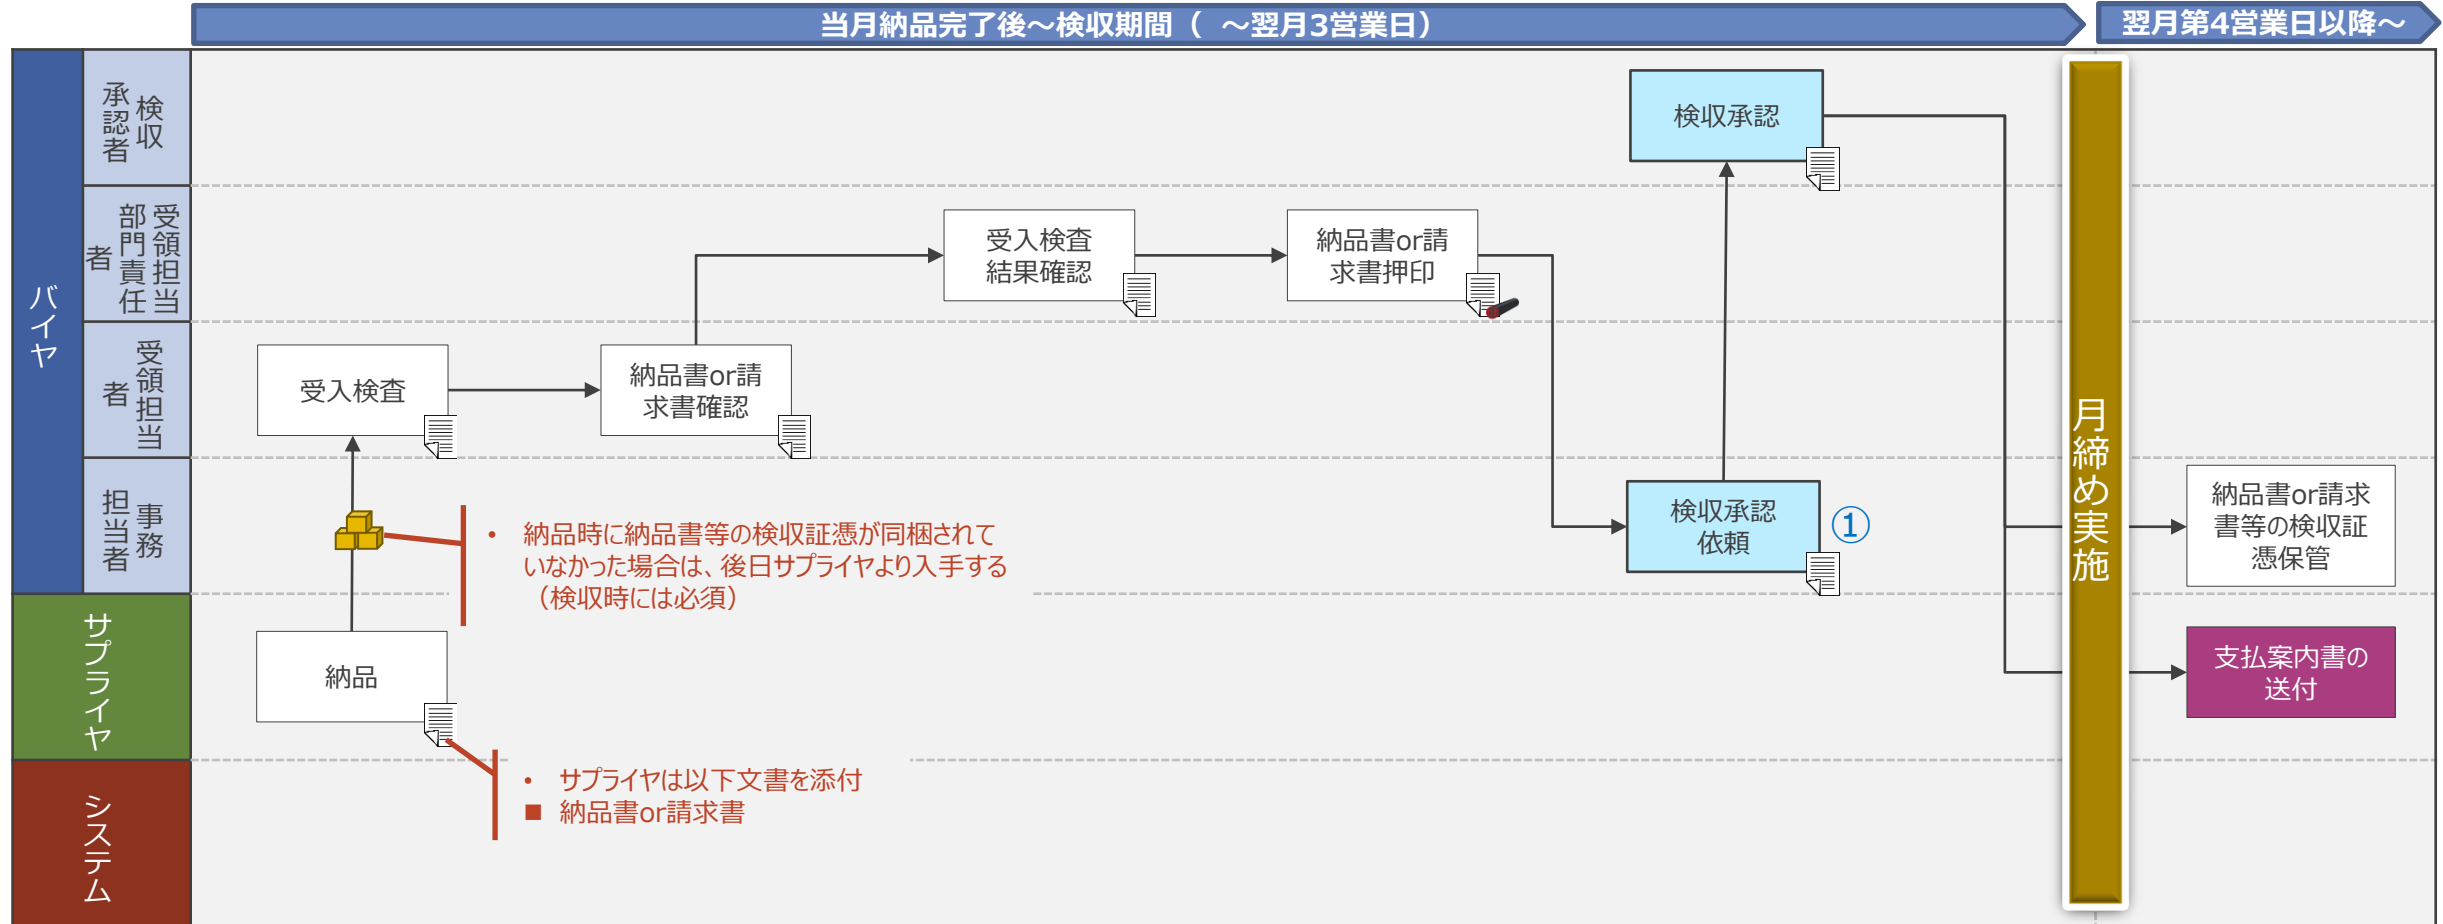 当月納品完了後～検収期間（ ～翌月3営業日）
翌月第4営業日以降～
バイヤ
検収
承認者
受領担当
部門責任
者
受領担当
者
事務
担当者
サプライヤ
システム
検収承認
受入検査
結果確認
納品書or請
求書押印
受入検査
納品書or請
求書確認
検収承認
依頼
①
• 納品時に納品書等の検収証憑が同梱されて
いなかった場合は、後日サプライヤより入手する
（検収時には必須）
納品
• サプライヤは以下文書を添付
■ 納品書or請求書
月締め実施
納品書or請求
書等の検収証
憑保管
支払案内書の
送付